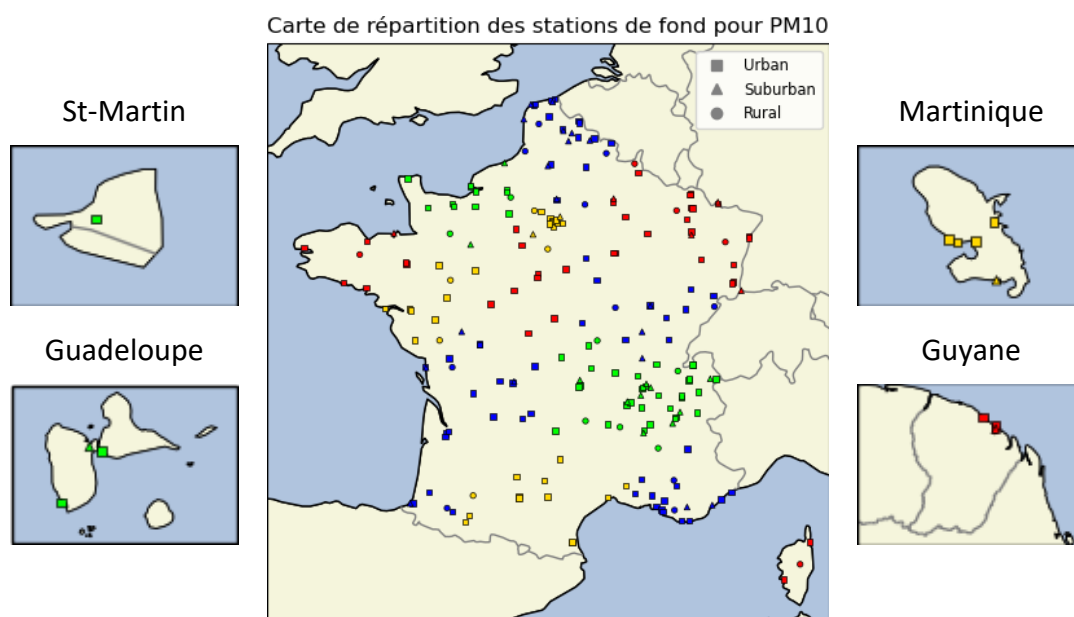 Carte de répartition des stations de fond pour PM10
Urban
Suburban
Rural
St-Martin
Martinique
Guadeloupe
Guyane